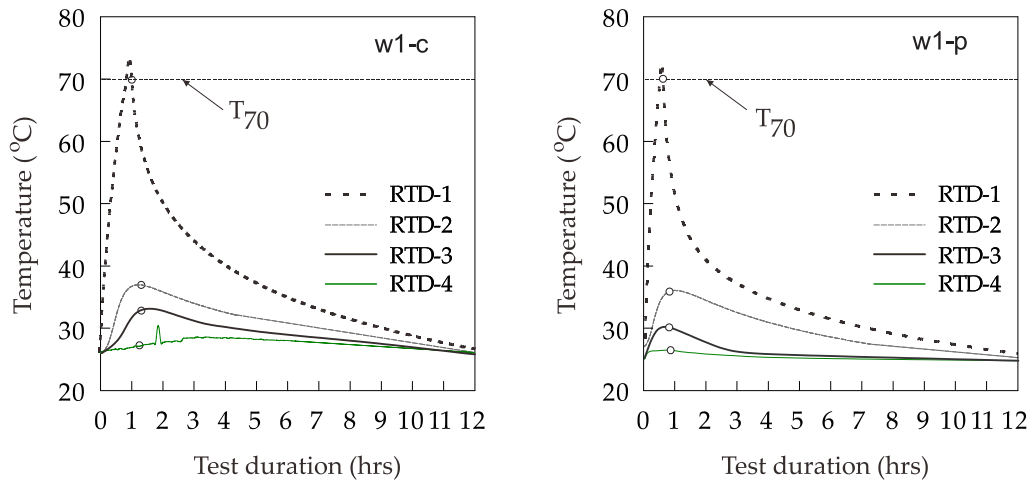 w1-c
80
70
60
50
40
30
20
Temperature (°C)
T70
RTD-1
RTD-2
RTD-3
RTD-4
0 1 2 3 4 5 6 7 8 9 10 11 12
Test duration (hrs)
w1-p
80
70
60
50
40
30
20
Temperature (°C)
T70
RTD-1
RTD-2
RTD-3
RTD-4
0 1 2 3 4 5 6 7 8 9 10 11 12
Test duration (hrs)